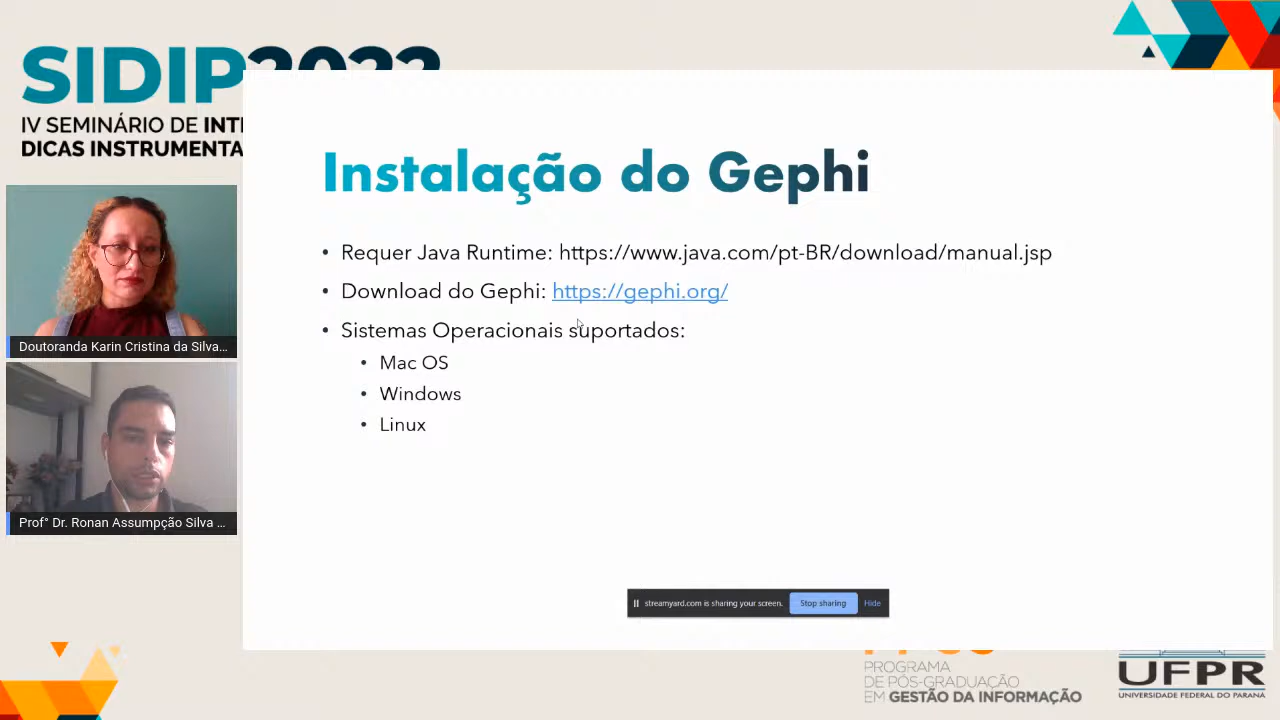 SIDIP2022
IV SEMINÁRIO DE INT
DICAS INSTRUMENTA
Instalação do Gephi
• Requer Java Runtime: https://www.java.com/pt-BR/download/manual.jsp
• Download do Gephi: https://gephi.org/
• Sistemas Operacionais suportados:
• Mac OS
• Windows
• Linux
Doutoranda Karin Cristina da Silva...
Prof° Dr. Ronan Assumpção Silva ...
streamyard.com is sharing your screen. Stop sharing Hide
PROGRAMA
DE PÓS-GRADUAÇÃO
EM GESTÃO DA INFORMAÇÃO
UFPR
UNIVERSIDADE FEDERAL DO PARANÁ